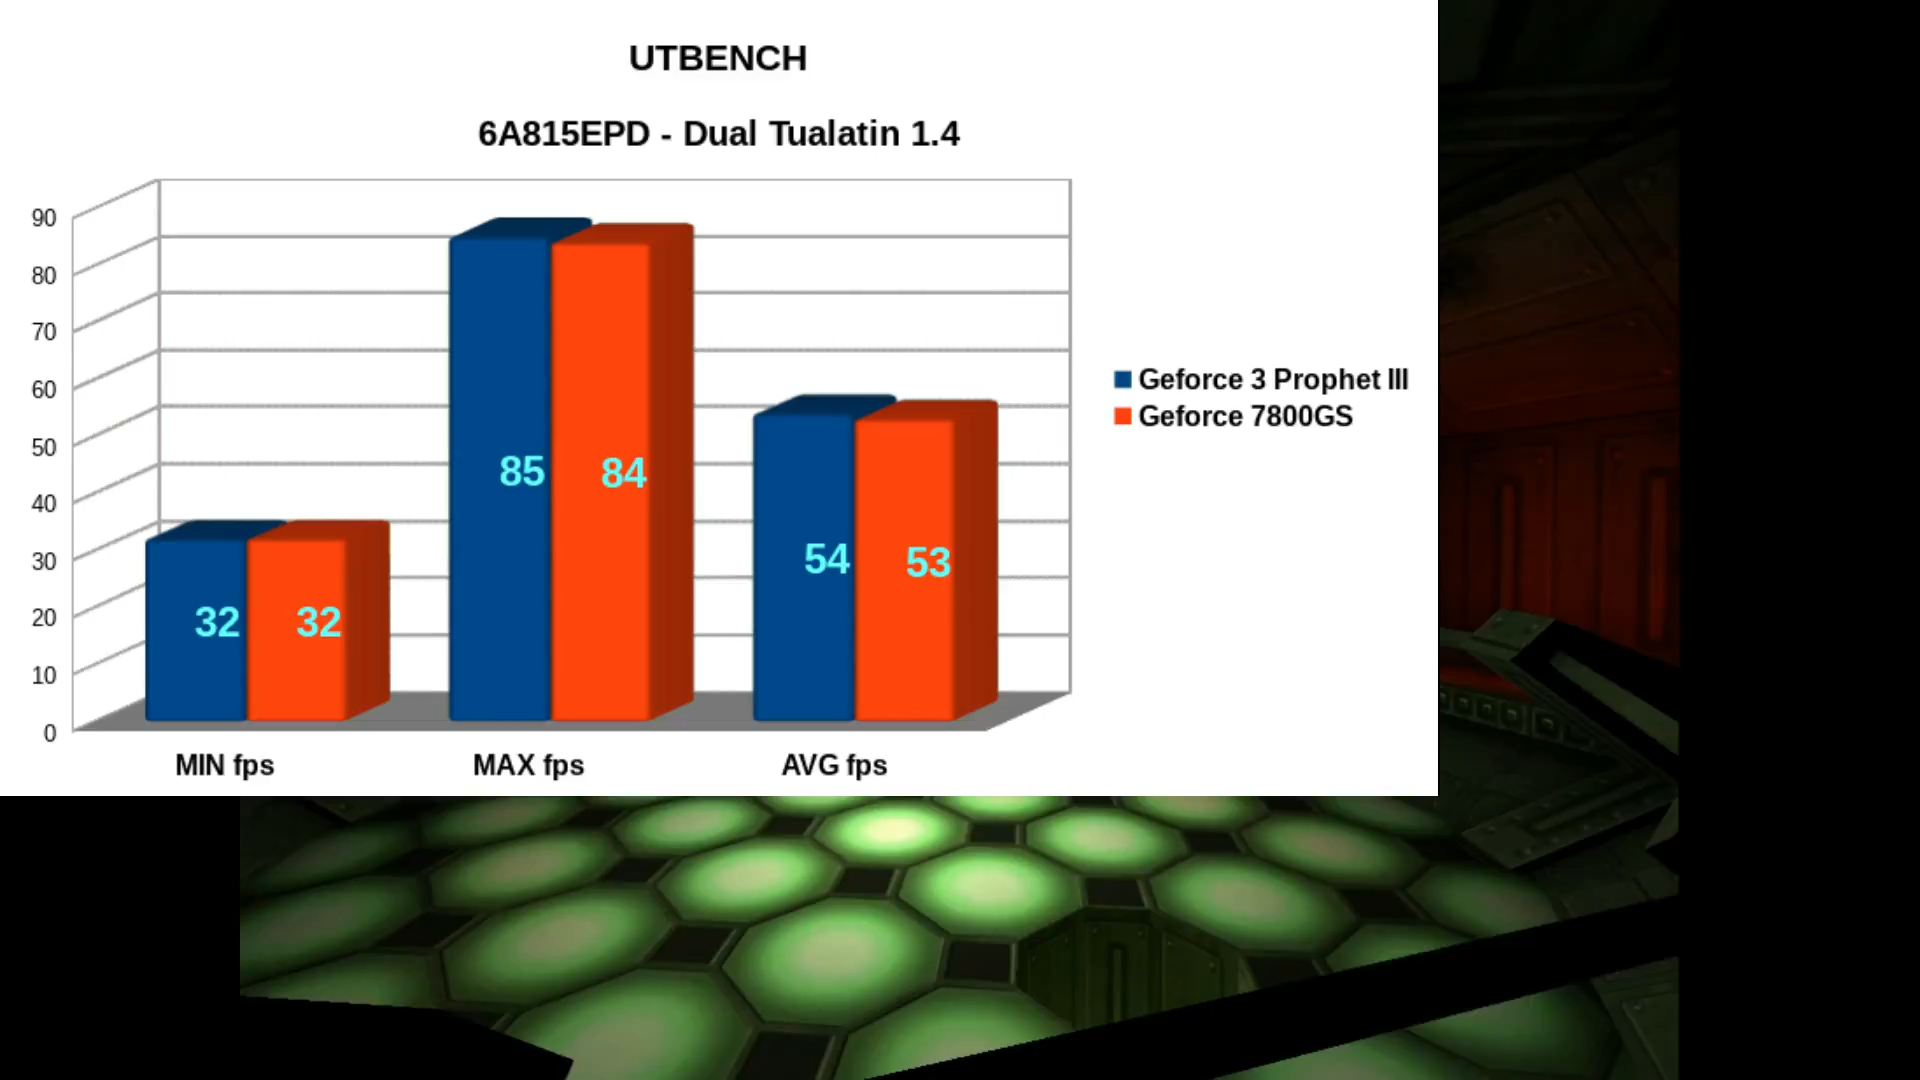 UTBENCH
6A815EPD - Dual Tualatin 1.4
90
80
70
60
50
40
30
20
10
0
85
84
54
53
32
32
MIN fps
MAX fps
AVG fps
Geforce 3 Prophet III
Geforce 7800GS